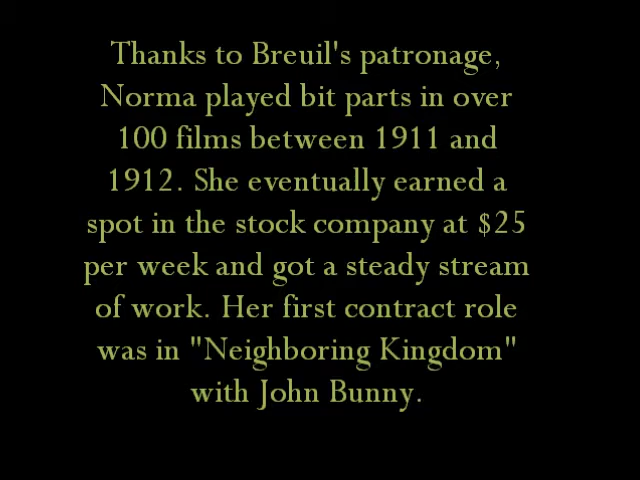 Thanks to Breuil's patronage,
Norma played bit parts in over
100 films between 1911 and
1912. She eventually earned a
spot in the stock company at $25
per week and got a steady stream
of work. Her first contract role
was in "Neighboring Kingdom"
with John Bunny.